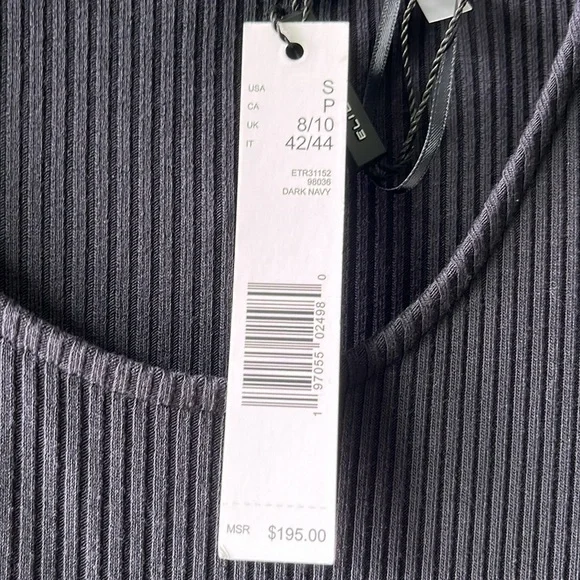 USA S
CA P
UK 8/10
IT 42/44
ETR31152
98036
DARK NAVY
1 97055 02498 0
MSR $195.00